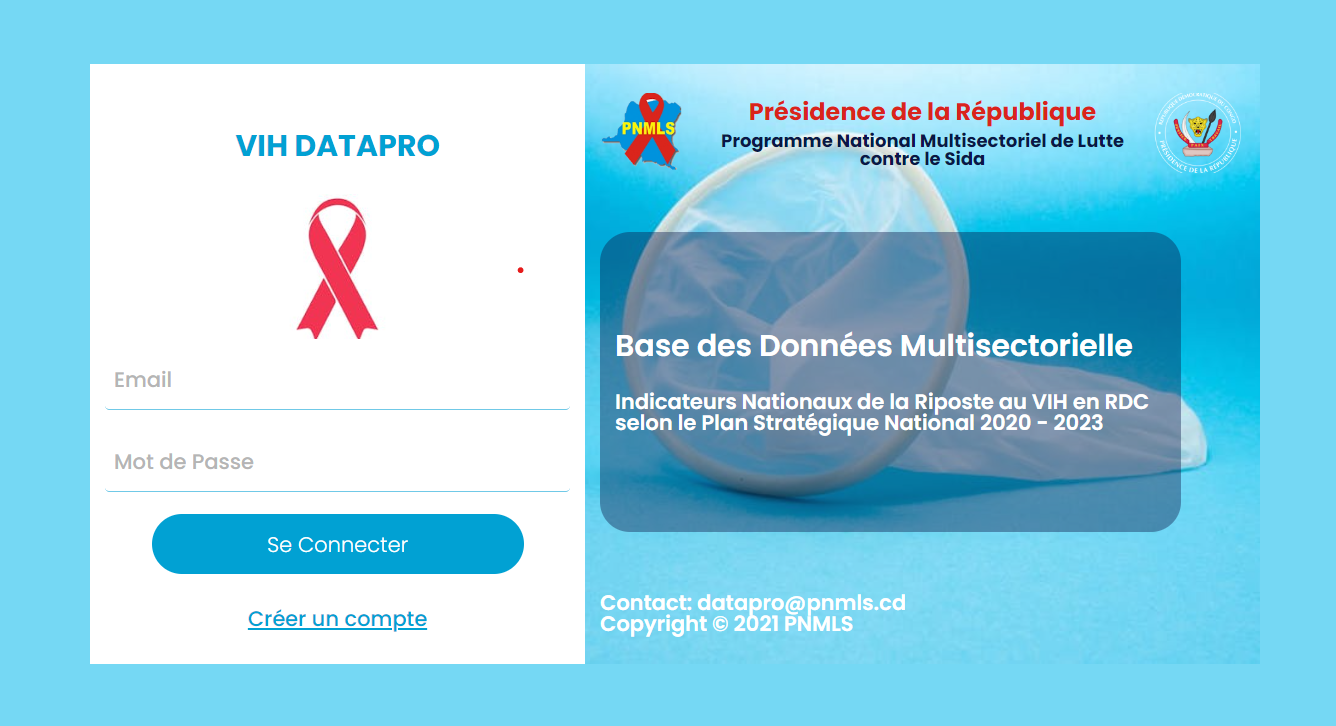 VIH DATAPRO
Email
Mot de Passe
Se Connecter
Créer un compte
PNMLS
Présidence de la République
Programme National Multisectoriel de Lutte
contre le Sida
PRÉSIDENCE DE LA RÉPUBLIQUE
Base des Données Multisectorielle
Indicateurs Nationaux de la Riposte au VIH en RDC
selon le Plan Stratégique National 2020 - 2023
Contact: datapro@pnmls.cd
Copyright © 2021 PNMLS